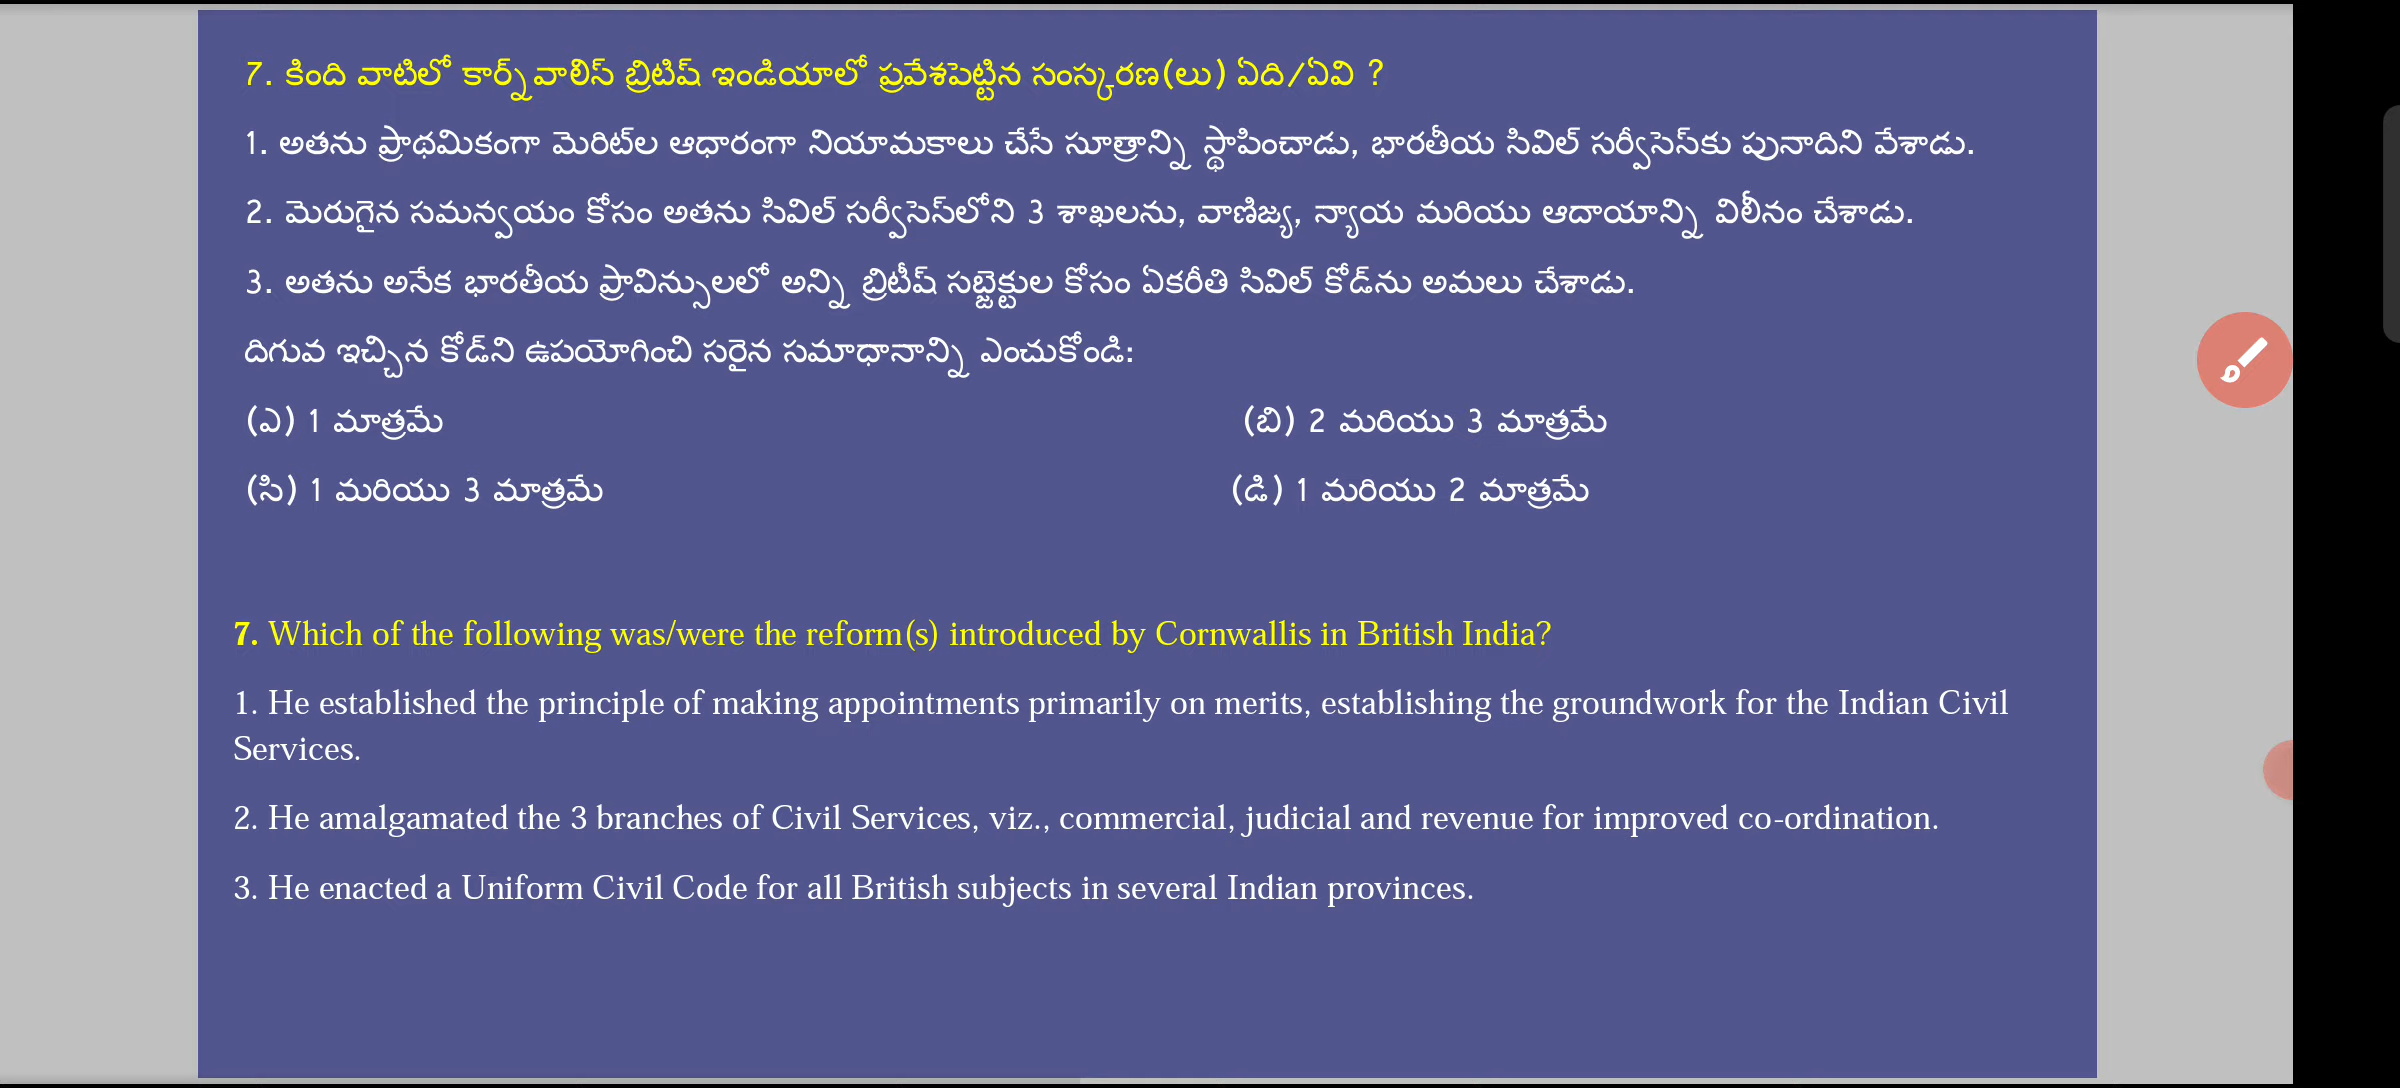 7. కింది వాటిలో కార్న్వాలిస్ బ్రిటిష్ ఇండియాలో ప్రవేశపెట్టిన సంస్కరణ(లు) ఏది/ఏవి ?
1. అతను ప్రాథమికంగా మెరిట్‌ల ఆధారంగా నియామకాలు చేసే సూత్రాన్ని స్థాపించాడు, భారతీయ సివిల్ సర్వీసెస్‌కు పునాదిని వేశాడు.
2. మెరుగైన సమన్వయం కోసం అతను సివిల్ సర్వీసెస్‌లోని 3 శాఖలను, వాణిజ్య, న్యాయ మరియు ఆదాయాన్ని విలీనం చేశాడు.
3. అతను అనేక భారతీయ ప్రావిన్సులలో అన్ని బ్రిటీష్ సబ్జెక్టుల కోసం ఏకరీతి సివిల్ కోడ్‌ను అమలు చేశాడు.
దిగువ ఇచ్చిన కోడ్‌ని ఉపయోగించి సరైన సమాధానాన్ని ఎంచుకోండి:
(ఎ) 1 మాత్రమే (బి) 2 మరియు 3 మాత్రమే
(సి) 1 మరియు 3 మాత్రమే (డి) 1 మరియు 2 మాత్రమే
7. Which of the following was/were the reform(s) introduced by Cornwallis in British India?
1. He established the principle of making appointments primarily on merits, establishing the groundwork for the Indian Civil
Services.
2. He amalgamated the 3 branches of Civil Services, viz., commercial, judicial and revenue for improved co-ordination.
3. He enacted a Uniform Civil Code for all British subjects in several Indian provinces.